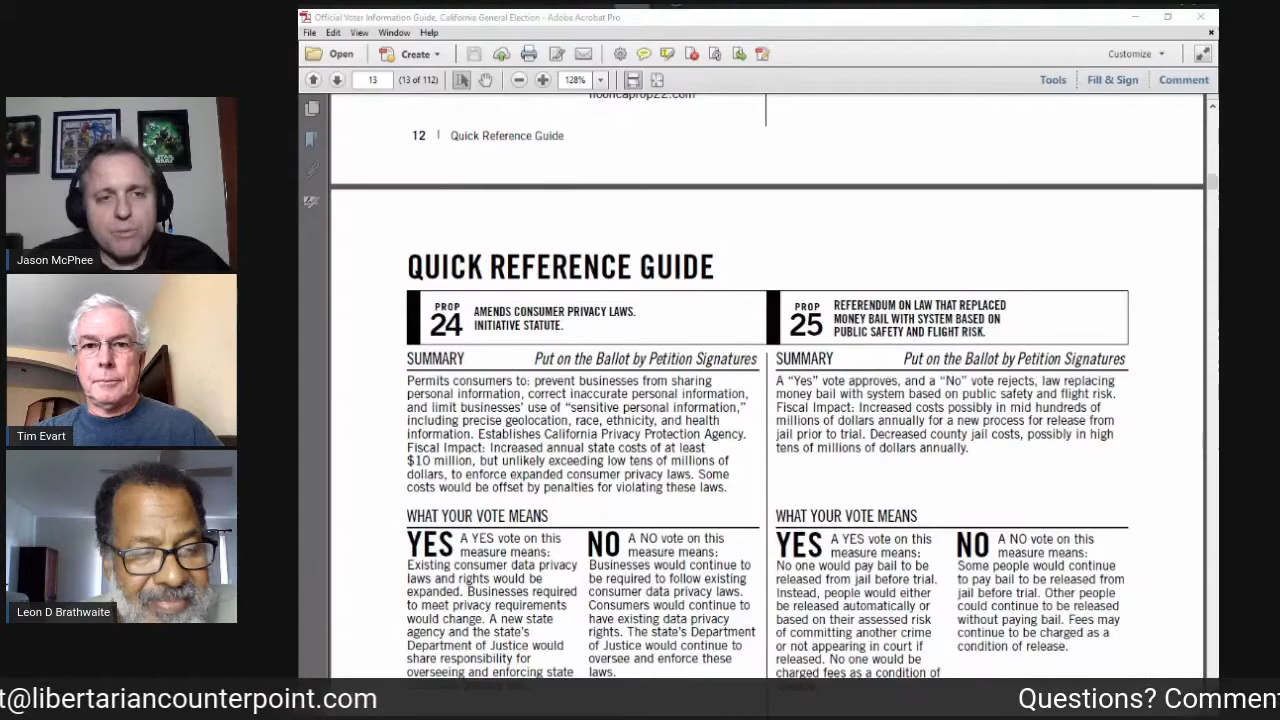 Official Voter Information Guide, California General Election - Adobe Acrobat Pro
File Edit View Window Help
Open Create Customize
13 (13 of 112) 128% Tools Fill & Sign Comment
nooncaprop22.com
12 | Quick Reference Guide
QUICK REFERENCE GUIDE
PROP 24
AMENDS CONSUMER PRIVACY LAWS.
INITIATIVE STATUTE.
SUMMARY Put on the Ballot by Petition Signatures
Permits consumers to: prevent businesses from sharing
personal information, correct inaccurate personal information,
and limit businesses' use of “sensitive personal information,”
including precise geolocation, race, ethnicity, and health
information. Establishes California Privacy Protection Agency.
Fiscal Impact: Increased annual state costs of at least
$10 million, but unlikely exceeding low tens of millions of
dollars, to enforce expanded consumer privacy laws. Some
costs would be offset by penalties for violating these laws.
WHAT YOUR VOTE MEANS
YES A YES vote on this
measure means:
Existing consumer data privacy
laws and rights would be
expanded. Businesses required
to meet privacy requirements
would change. A new state
agency and the state's
Department of Justice would
share responsibility for
overseeing and enforcing state
NO A NO vote on this
measure means:
Businesses would continue to
be required to follow existing
consumer data privacy laws.
Consumers would continue to
have existing data privacy
rights. The state's Department
of Justice would continue to
oversee and enforce these
laws.
PROP 25
REFERENDUM ON LAW THAT REPLACED
MONEY BAIL WITH SYSTEM BASED ON
PUBLIC SAFETY AND FLIGHT RISK.
SUMMARY Put on the Ballot by Petition Signatures
A “Yes” vote approves, and a “No” vote rejects, law replacing
money bail with system based on public safety and flight risk.
Fiscal Impact: Increased costs possibly in mid hundreds of
millions of dollars annually for a new process for release from
jail prior to trial. Decreased county jail costs, possibly in high
tens of millions of dollars annually.
WHAT YOUR VOTE MEANS
YES A YES vote on this
measure means:
No one would pay bail to be
released from jail before trial.
Instead, people would either
be released automatically or
based on their assessed risk
of committing another crime
or not appearing in court if
released. No one would be
charged fees as a condition of
NO A NO vote on this
measure means:
Some people would continue
to pay bail to be released from
jail before trial. Other people
could continue to be released
without paying bail. Fees may
continue to be charged as a
condition of release.
STAR WARS
Jason McPhee
Tim Evart
Leon D Brathwaite
t@libertariancounterpoint.com Questions? Commen